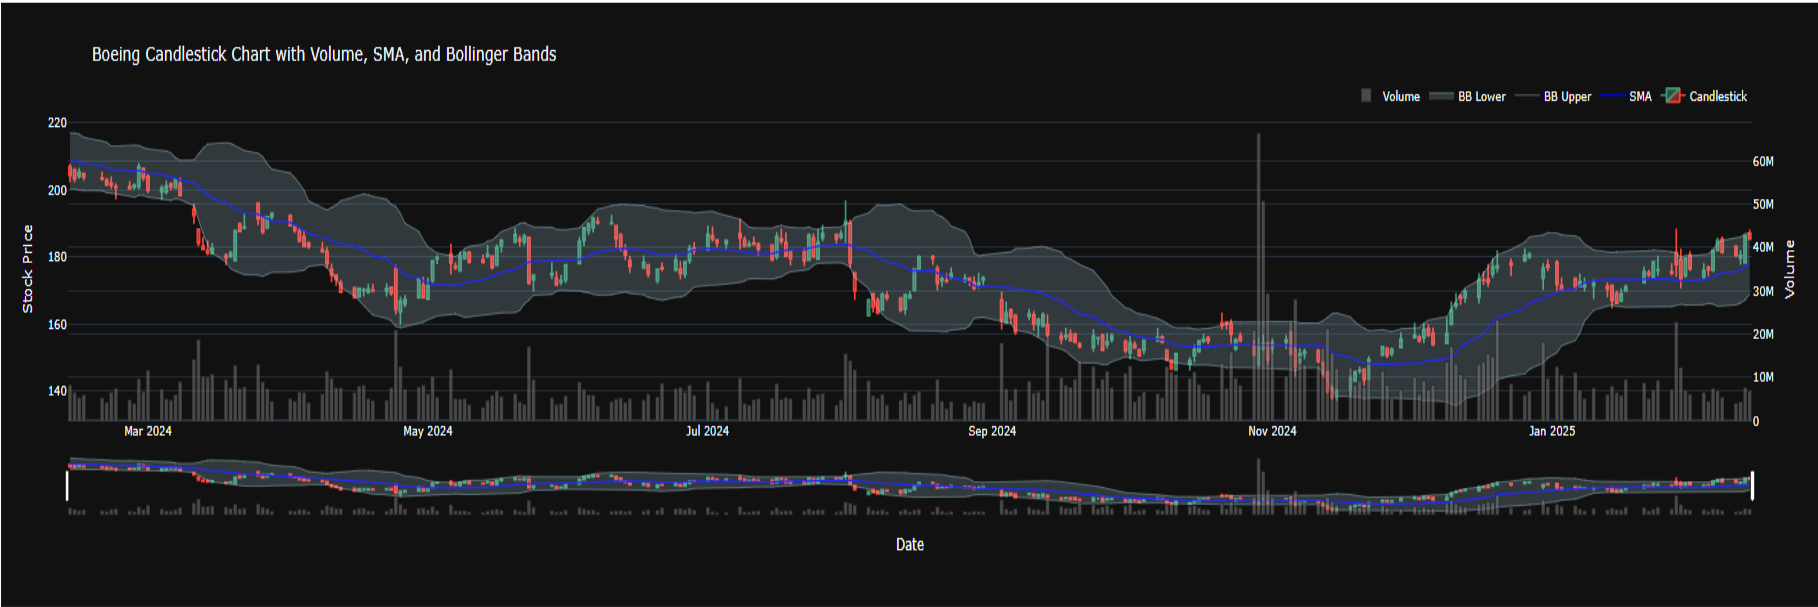 Boeing Candlestick Chart with Volume, SMA, and Bollinger Bands
Volume BB Lower BB Upper SMA Candlestick
220
200
180
160
140
Stock Price
60M
50M
40M
30M
20M
10M
0
Volume
Mar 2024 May 2024 Jul 2024 Sep 2024 Nov 2024 Jan 2025
Date